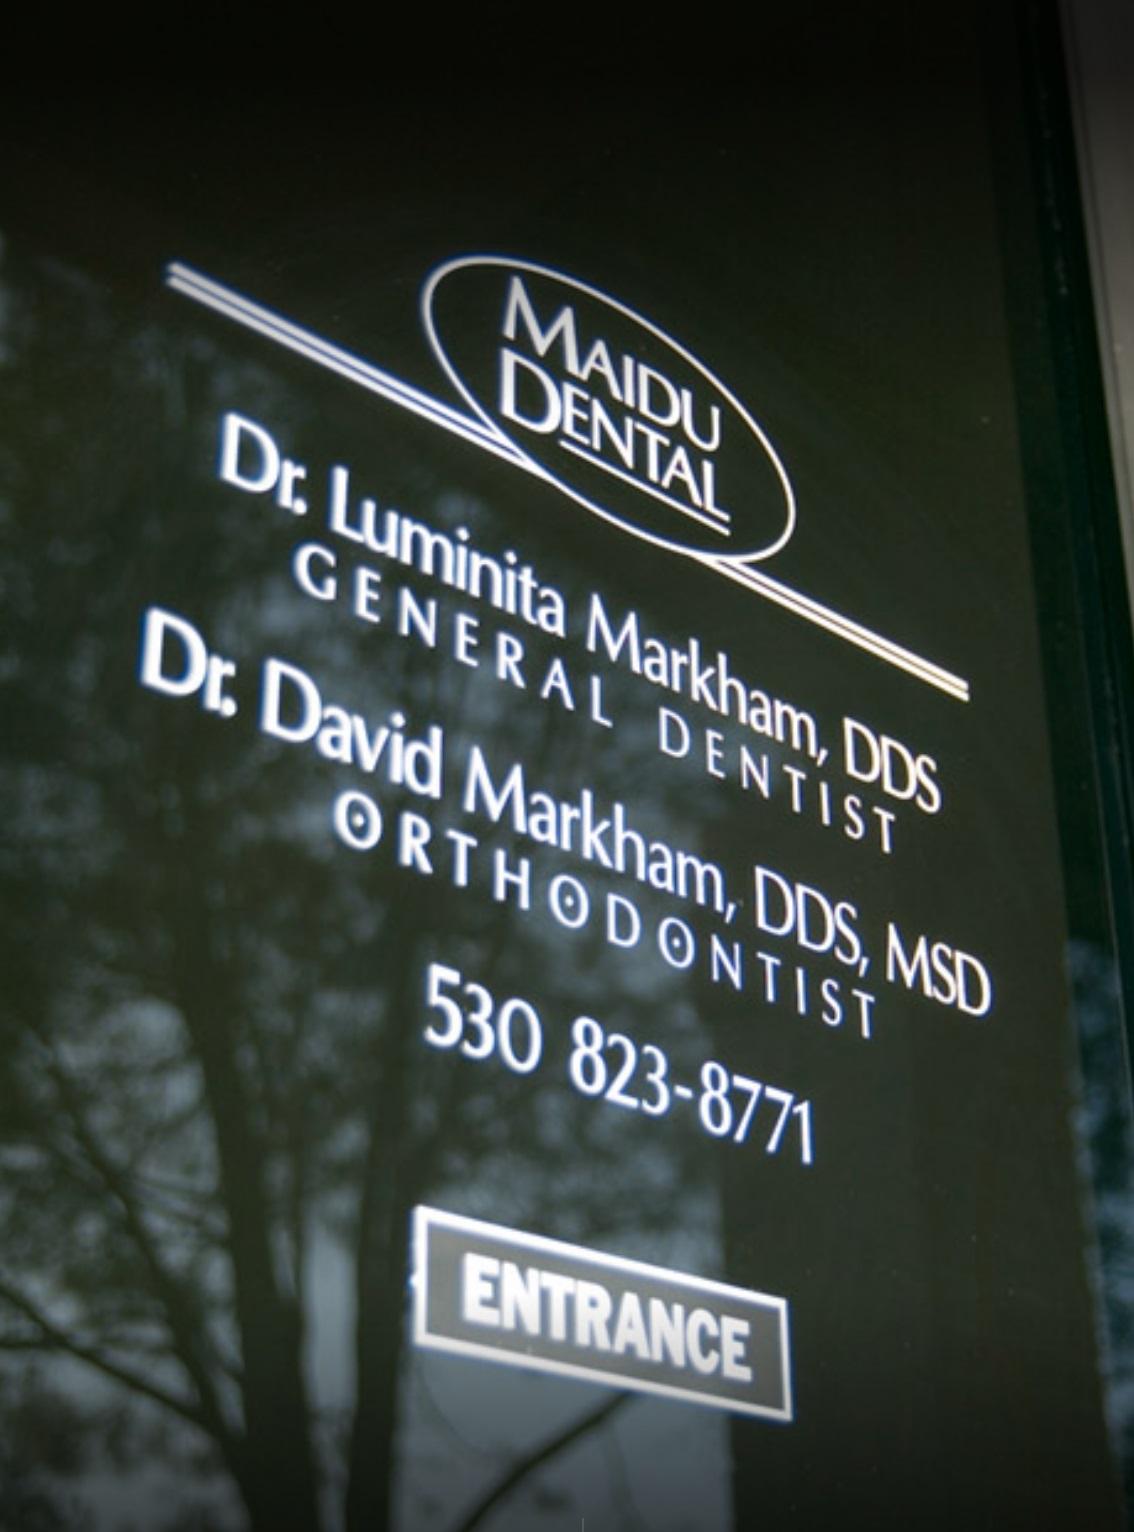 MAIDU
DENTAL
Dr. Luminita Markham, DDS
GENERAL DENTIST
Dr. David Markham, DDS, MSD
ORTHODONTIST
530 823-8771
ENTRANCE